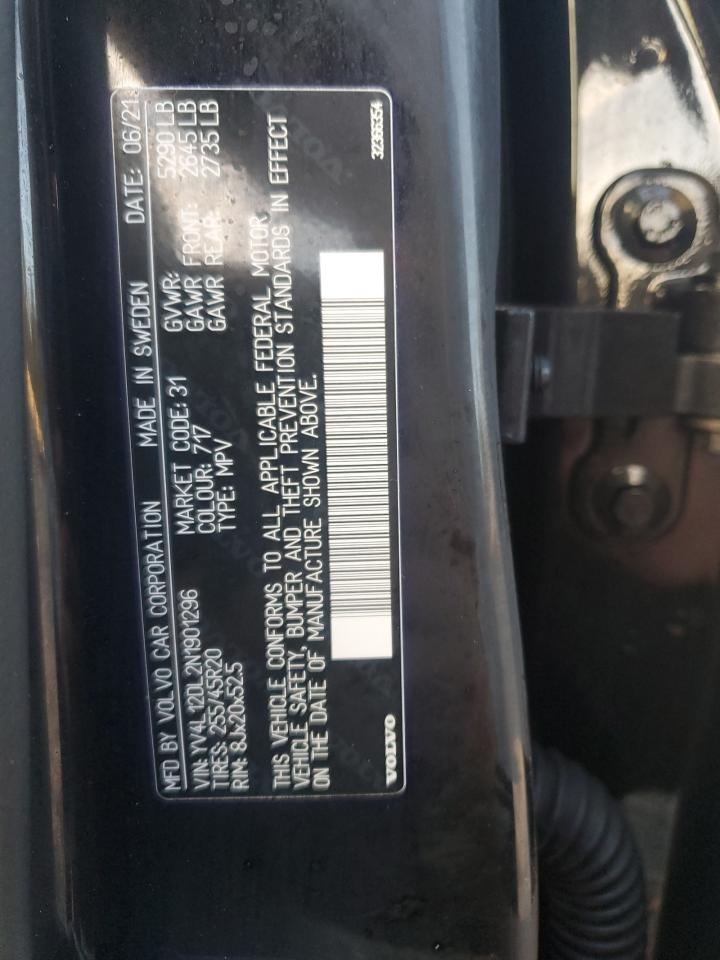 MFD BY VOLVO CAR CORPORATION MADE IN SWEDEN DATE: 06/21
VIN: YV4L12DL2N1901296 MARKET CODE: 31 GVWR: 5290 LB
TIRES: 255/45R20 COLOUR: 717 GAWR FRONT: 2645 LB
RIM: 8Jx20x52.5 TYPE: MPV GAWR REAR: 2735 LB
THIS VEHICLE CONFORMS TO ALL APPLICABLE FEDERAL MOTOR
VEHICLE SAFETY, BUMPER AND THEFT PREVENTION STANDARDS IN EFFECT
ON THE DATE OF MANUFACTURE SHOWN ABOVE.
VOLVO 32396354